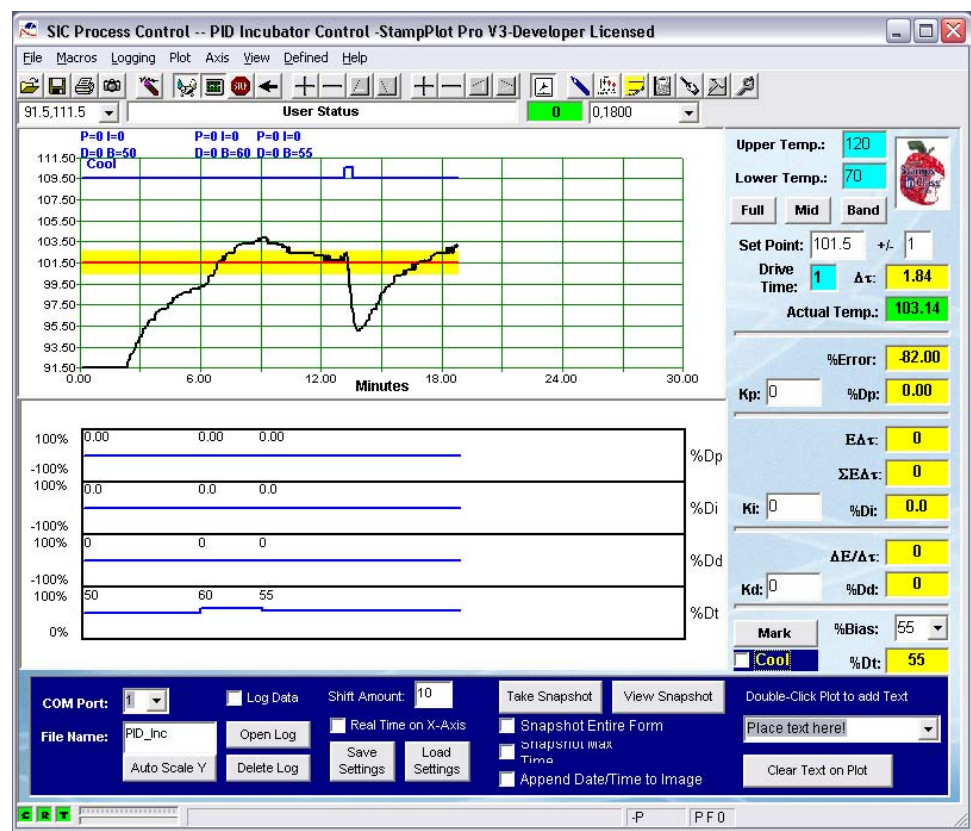 SIC Process Control -- PID Incubator Control -StampPlot Pro V3-Developer Licensed
File Macros Logging Plot Axis View Defined Help
91.5,111.5 User Status 0 0,1800
P=0 I=0 P=0 I=0 P=0 I=0
D=0 B=50 D=0 B=60 D=0 B=55
Cool
111.50
109.50
107.50
105.50
103.50
101.50
99.50
97.50
95.50
93.50
91.50
0.00 6.00 12.00 18.00 24.00 30.00
Minutes
100% 0.00 0.00 0.00
%Dp
-100%
100% 0.0 0.0 0.0
%Di
-100%
100% 0 0 0
%Dd
-100%
100% 50 60 55
%Dt
0%
Upper Temp.: 120
Lower Temp.: 70
Stamps
in Class
Full Mid Band
Set Point: 101.5 +/- 1
Drive Time: 1 Δτ: 1.84
Actual Temp.: 103.14
%Error: -82.00
Kp: 0 %Dp: 0.00
EΔτ: 0
ΣEΔτ: 0
Ki: 0 %Di: 0.0
ΔE/Δτ: 0
Kd: 0 %Dd: 0
Mark %Bias: 55
Cool %Dt: 55
COM Port: 1 Log Data Shift Amount: 10 Take Snapshot View Snapshot Double-Click Plot to add Text
File Name: PID_Inc Open Log Real Time on X-Axis Snapshot Entire Form Place text here!
Auto Scale Y Delete Log Save Settings Load Settings Snapshot Max Time
Append Date/Time to Image Clear Text on Plot
C R T -P P F 0